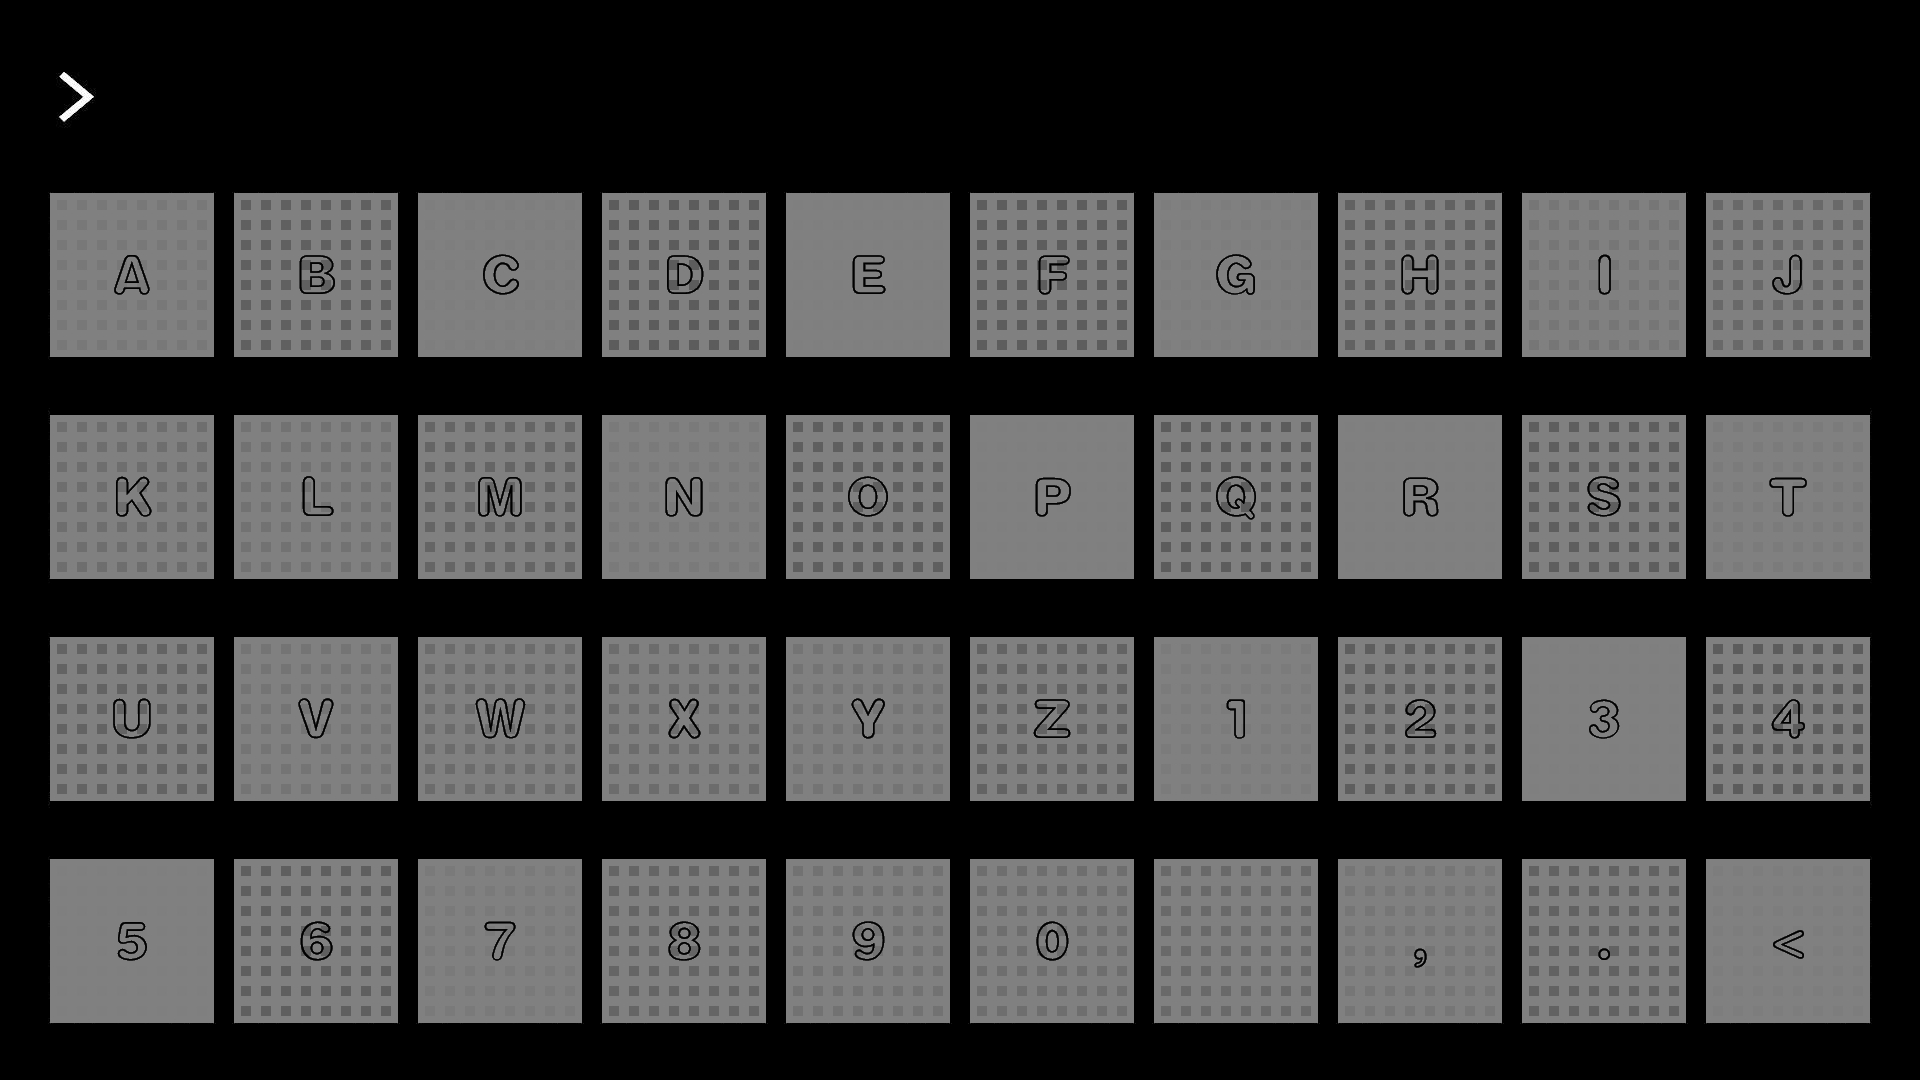 >
A B C D E F G H I J
K L M N O P Q R S T
U V W X Y Z 1 2 3 4
5 6 7 8 9 0 , . <